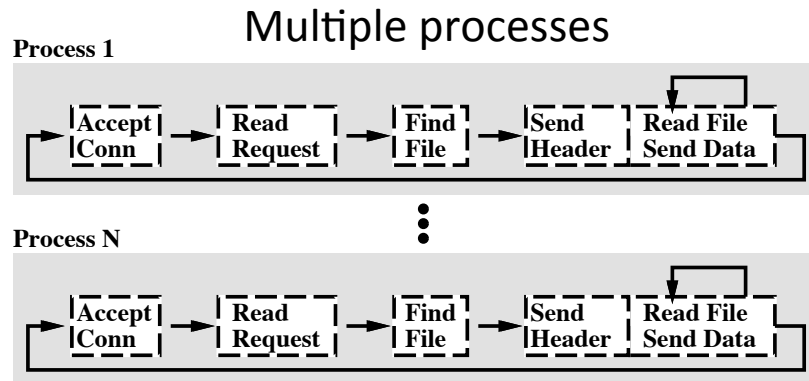 Multiple processes
Process 1
Accept
Conn
Read
Request
Find
File
Send
Header
Read File
Send Data
Process N
Accept
Conn
Read
Request
Find
File
Send
Header
Read File
Send Data